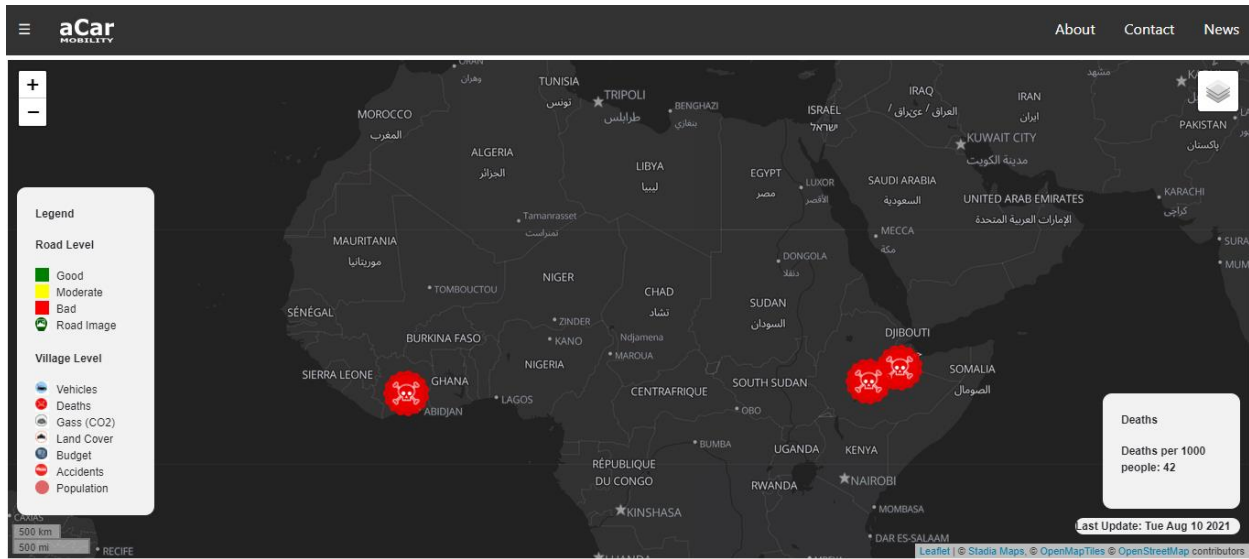 ☰ aCar
MOBILITY
About Contact News
+
−
ORAN
وهران
TUNISIA
تونس
TRIPOLI
طرابلس
BENGHAZI
بنغازي
MOROCCO
المغرب
ALGERIA
الجزائر
LIBYA
ليبيا
EGYPT
مصر
LUXOR
الأقصر
ISRAEL
ישראל
IRAQ
العراق / عێراق /
IRAN
ایران
KUWAIT CITY
مدينة الكويت
مشهد
PAKISTAN
پاکستان
SAUDI ARABIA
السعودية
UNITED ARAB EMIRATES
الإمارات العربية المتحدة
KARACHI
کراچی
Tamanrasset
تمنراست
MECCA
مكة
MAURITANIA
موريتانيا
NIGER
TOMBOUCTOU
CHAD
تشاد
DONGOLA
دنقلا
SUDAN
السودان
SÉNÉGAL
ZINDER
BURKINA FASO
KANO
Ndjamena
MAROUA
NIGERIA
DJIBOUTI
SOMALIA
الصومال
SIERRA LEONE
GHANA
ABIDJAN
LAGOS
CENTRAFRIQUE
SOUTH SUDAN
OBO
BUMBA
UGANDA
KENYA
RÉPUBLIQUE
DU CONGO
RWANDA
NAIROBI
KINSHASA
MOMBASA
DAR ES-SALAAM
RECIFE
Legend
Road Level
Good
Moderate
Bad
Road Image
Village Level
Vehicles
Deaths
Gass (CO2)
Land Cover
Budget
Accidents
Population
500 km
500 mi
Deaths
Deaths per 1000
people: 42
Last Update: Tue Aug 10 2021
Leaflet | © Stadia Maps, © OpenMapTiles © OpenStreetMap contributors